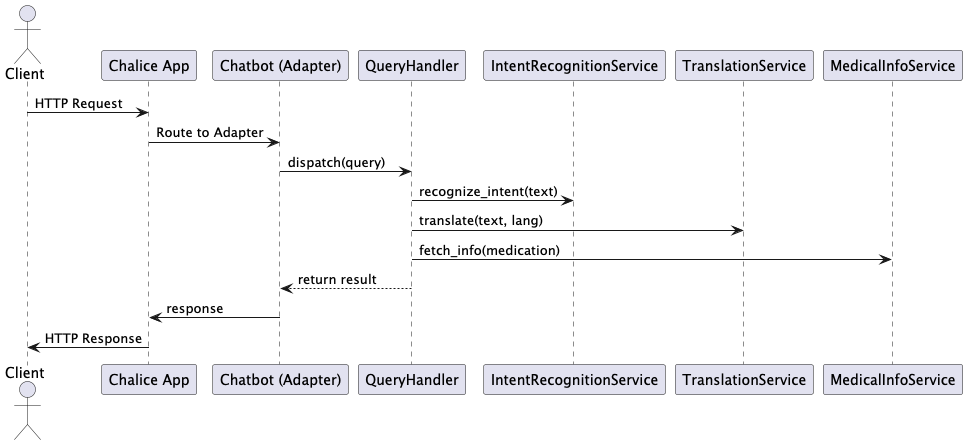 Client
Chalice App
Chatbot (Adapter)
QueryHandler
IntentRecognitionService
TranslationService
MedicalInfoService
HTTP Request
Route to Adapter
dispatch(query)
recognize_intent(text)
translate(text, lang)
fetch_info(medication)
return result
response
HTTP Response
Client
Chalice App
Chatbot (Adapter)
QueryHandler
IntentRecognitionService
TranslationService
MedicalInfoService